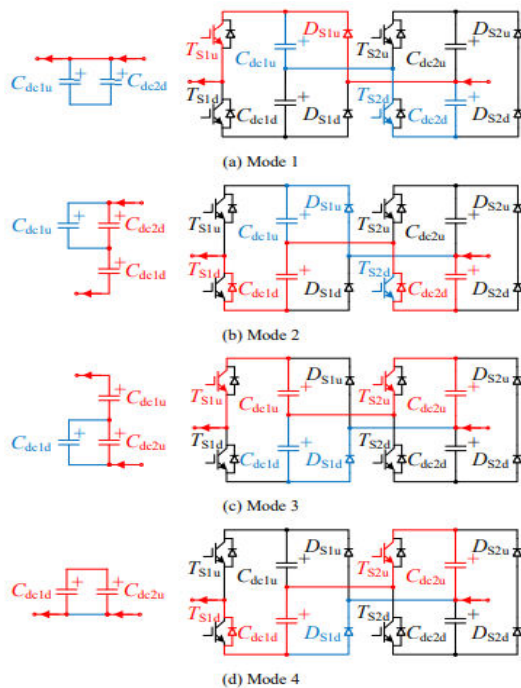 TS1u + DS1u TS2u + DS2u
Cdc1u + + Cdc2d Cdc1u Cdc2u
TS1d + TS2d +
Cdc1d DS1d Cdc2d DS2d
(a) Mode 1
TS1u + DS1u TS2u + DS2u
Cdc1u + + Cdc2d Cdc1u Cdc2u
+ Cdc1d TS1d + TS2d +
Cdc1d DS1d Cdc2d DS2d
(b) Mode 2
TS1u + DS1u TS2u + DS2u
+ Cdc1u Cdc1u Cdc2u
Cdc1d + + Cdc2u TS1d + TS2d +
Cdc1d DS1d Cdc2d DS2d
(c) Mode 3
TS1u + DS1u TS2u + DS2u
Cdc1d + + Cdc2u Cdc1u Cdc2u
TS1d + TS2d +
Cdc1d DS1d Cdc2d DS2d
(d) Mode 4